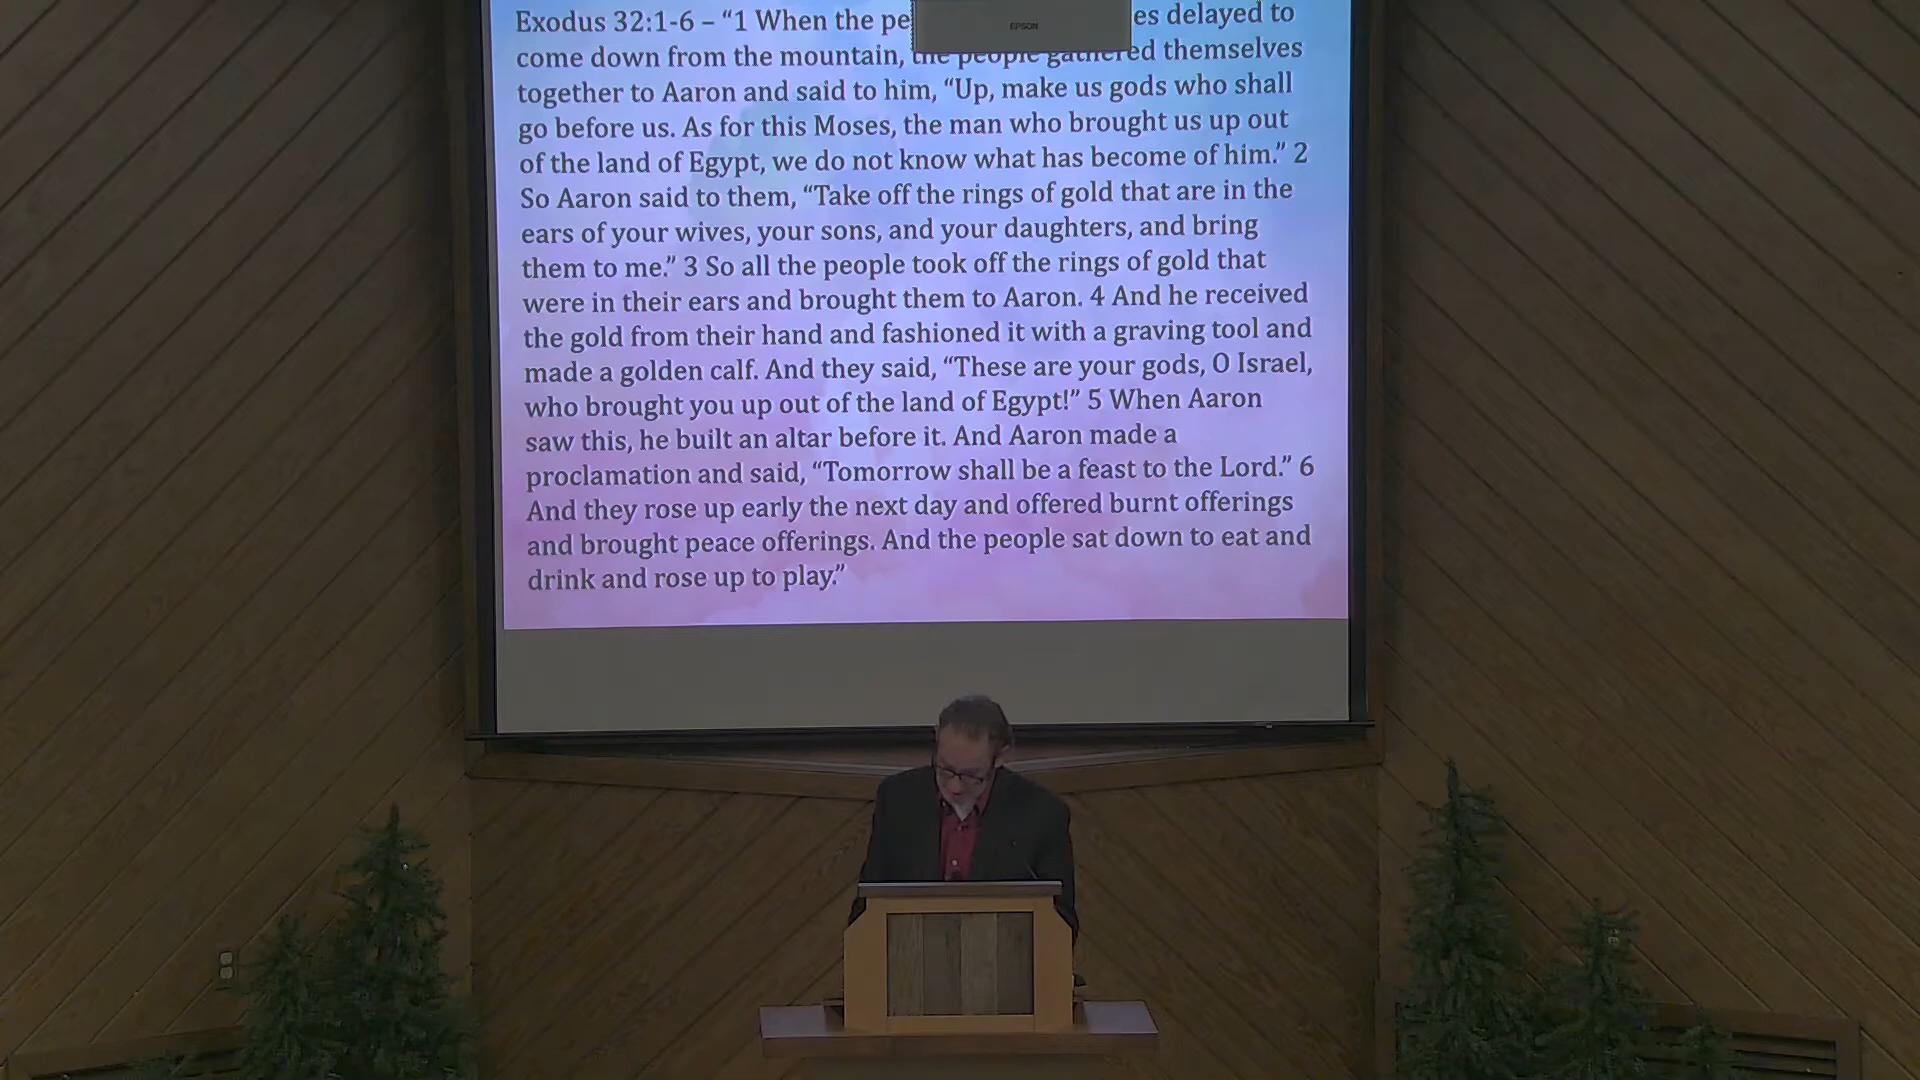 Exodus 32:1-6 – “1 When the pe es delayed to
EPSON
come down from the mountain, the people gathered themselves
together to Aaron and said to him, “Up, make us gods who shall
go before us. As for this Moses, the man who brought us up out
of the land of Egypt, we do not know what has become of him.” 2
So Aaron said to them, “Take off the rings of gold that are in the
ears of your wives, your sons, and your daughters, and bring
them to me.” 3 So all the people took off the rings of gold that
were in their ears and brought them to Aaron. 4 And he received
the gold from their hand and fashioned it with a graving tool and
made a golden calf. And they said, “These are your gods, O Israel,
who brought you up out of the land of Egypt!” 5 When Aaron
saw this, he built an altar before it. And Aaron made a
proclamation and said, “Tomorrow shall be a feast to the Lord.” 6
And they rose up early the next day and offered burnt offerings
and brought peace offerings. And the people sat down to eat and
drink and rose up to play.”